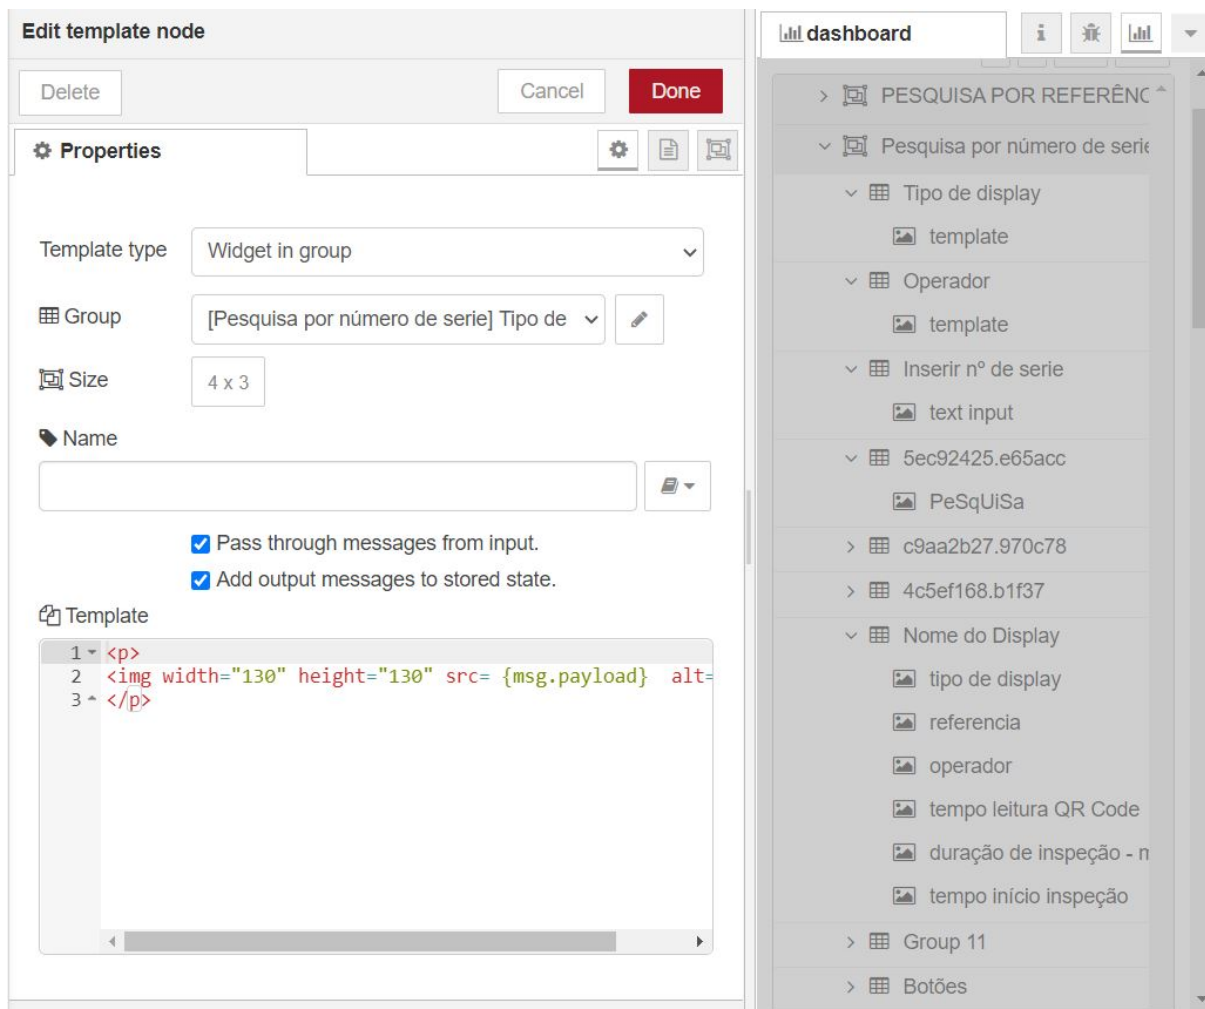 Edit template node
Delete
Cancel
Done
Properties
Template type
Widget in group
Group
[Pesquisa por número de serie] Tipo de
Size
4 x 3
Name
Pass through messages from input.
Add output messages to stored state.
Template
1 <p>
2 <img width="130" height="130" src= {msg.payload}  alt=
3 </p>
dashboard
i
PESQUISA POR REFERÊNC
Pesquisa por número de serie
Tipo de display
template
Operador
template
Inserir nº de serie
text input
5ec92425.e65acc
PeSqUiSa
c9aa2b27.970c78
4c5ef168.b1f37
Nome do Display
tipo de display
referencia
operador
tempo leitura QR Code
duração de inspeção - m
tempo início inspeção
Group 11
Botões